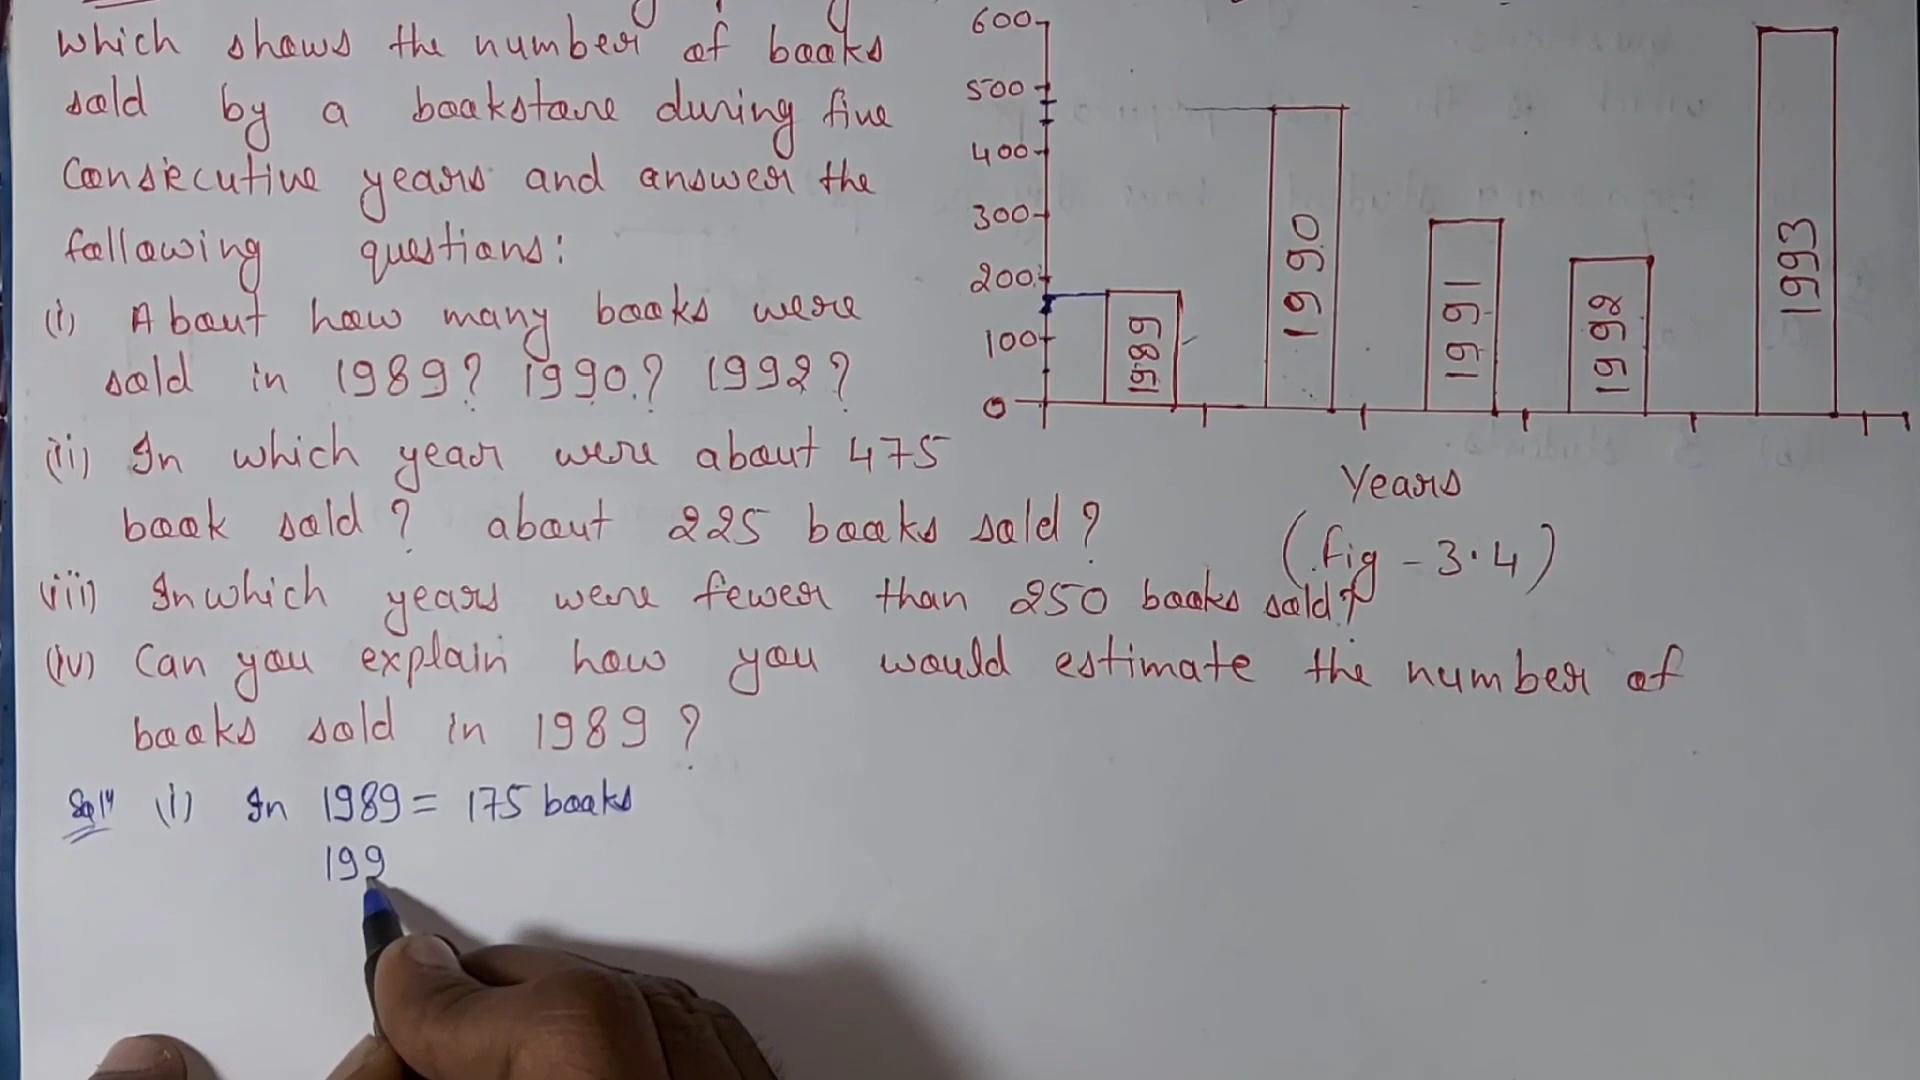 which shows the number of books
sold by a bookstore during five
Consecutive years and answer the
following questions:
(i) About how many books were
sold in 1989? 1990? 1992?
(ii) In which year were about 475
book sold? about 225 books sold?
(iii) In which years were fewer than 250 books sold?
(iv) Can you explain how you would estimate the number of
books sold in 1989?
Soln (i) In 1989 = 175 books
199
600
500
400
300
200
100
0
1989
1990
1991
1992
1993
Years
(fig - 3.4)